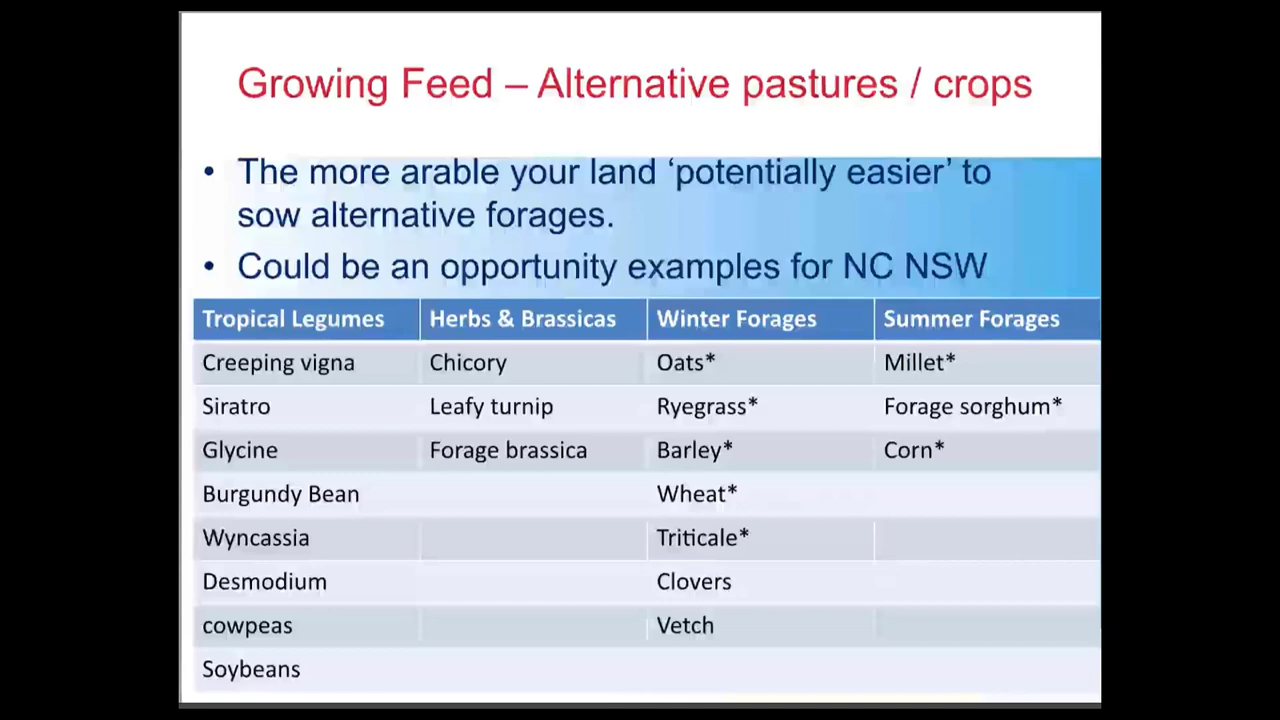 Growing Feed – Alternative pastures / crops
• The more arable your land ‘potentially easier’ to
sow alternative forages.
• Could be an opportunity examples for NC NSW
Tropical Legumes Herbs & Brassicas Winter Forages Summer Forages
Creeping vigna Chicory Oats* Millet*
Siratro Leafy turnip Ryegrass* Forage sorghum*
Glycine Forage brassica Barley* Corn*
Burgundy Bean Wheat*
Wyncassia Triticale*
Desmodium Clovers
cowpeas Vetch
Soybeans